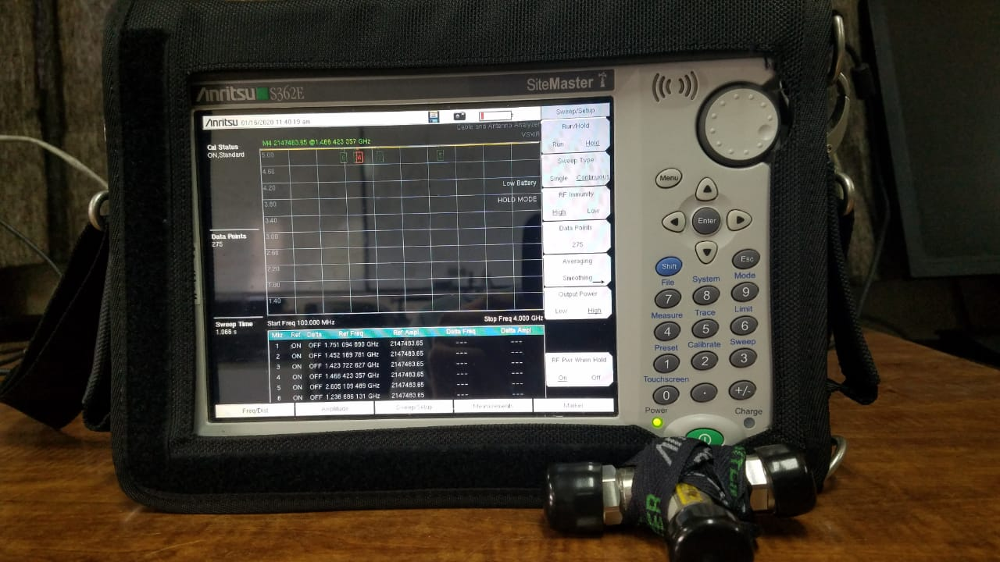 Anritsu S362E
SiteMaster
Anritsu 01/16/2020 11:40:19 am
Cable and Antenna Analyzer
VSWR
M4 2147483.65 @1.466 423 357 GHz
Cal Status
ON,Standard
Data Points
275
Sweep Time
1.066 s
5.00
4.60
4.20
3.80
3.40
3.00
2.60
2.20
1.80
1.40
Low Battery
HOLD MODE
Start Freq 100.000 MHz
Stop Freq 4.000 GHz
Mkr Ref Delta Ref Freq Ref Ampl Delta Freq Delta Ampl
1 ON OFF 1.751 094 890 GHz 2147483.65 --- ---
2 ON OFF 1.452 189 781 GHz 2147483.65 --- ---
3 ON OFF 1.423 722 627 GHz 2147483.65 --- ---
4 ON OFF 1.466 423 357 GHz 2147483.65 --- ---
5 ON OFF 2.605 109 489 GHz 2147483.65 --- ---
6 ON OFF 1.236 686 131 GHz 2147483.65 --- ---
Freq/Dist Amplitude Sweep/Setup Measurements Marker
Sweep/Setup
Run/Hold
Run Hold
Sweep Type
Single Continuous
RF Immunity
High Low
Data Points
275
Averaging
Smoothing
Output Power
Low High
RF Pwr When Hold
On Off
Menu
Enter
Shift
Esc
File System Mode
7 8 9
Measure Trace Limit
4 5 6
Preset Calibrate Sweep
1 2 3
Touchscreen
0 . +/-
Power
Charge